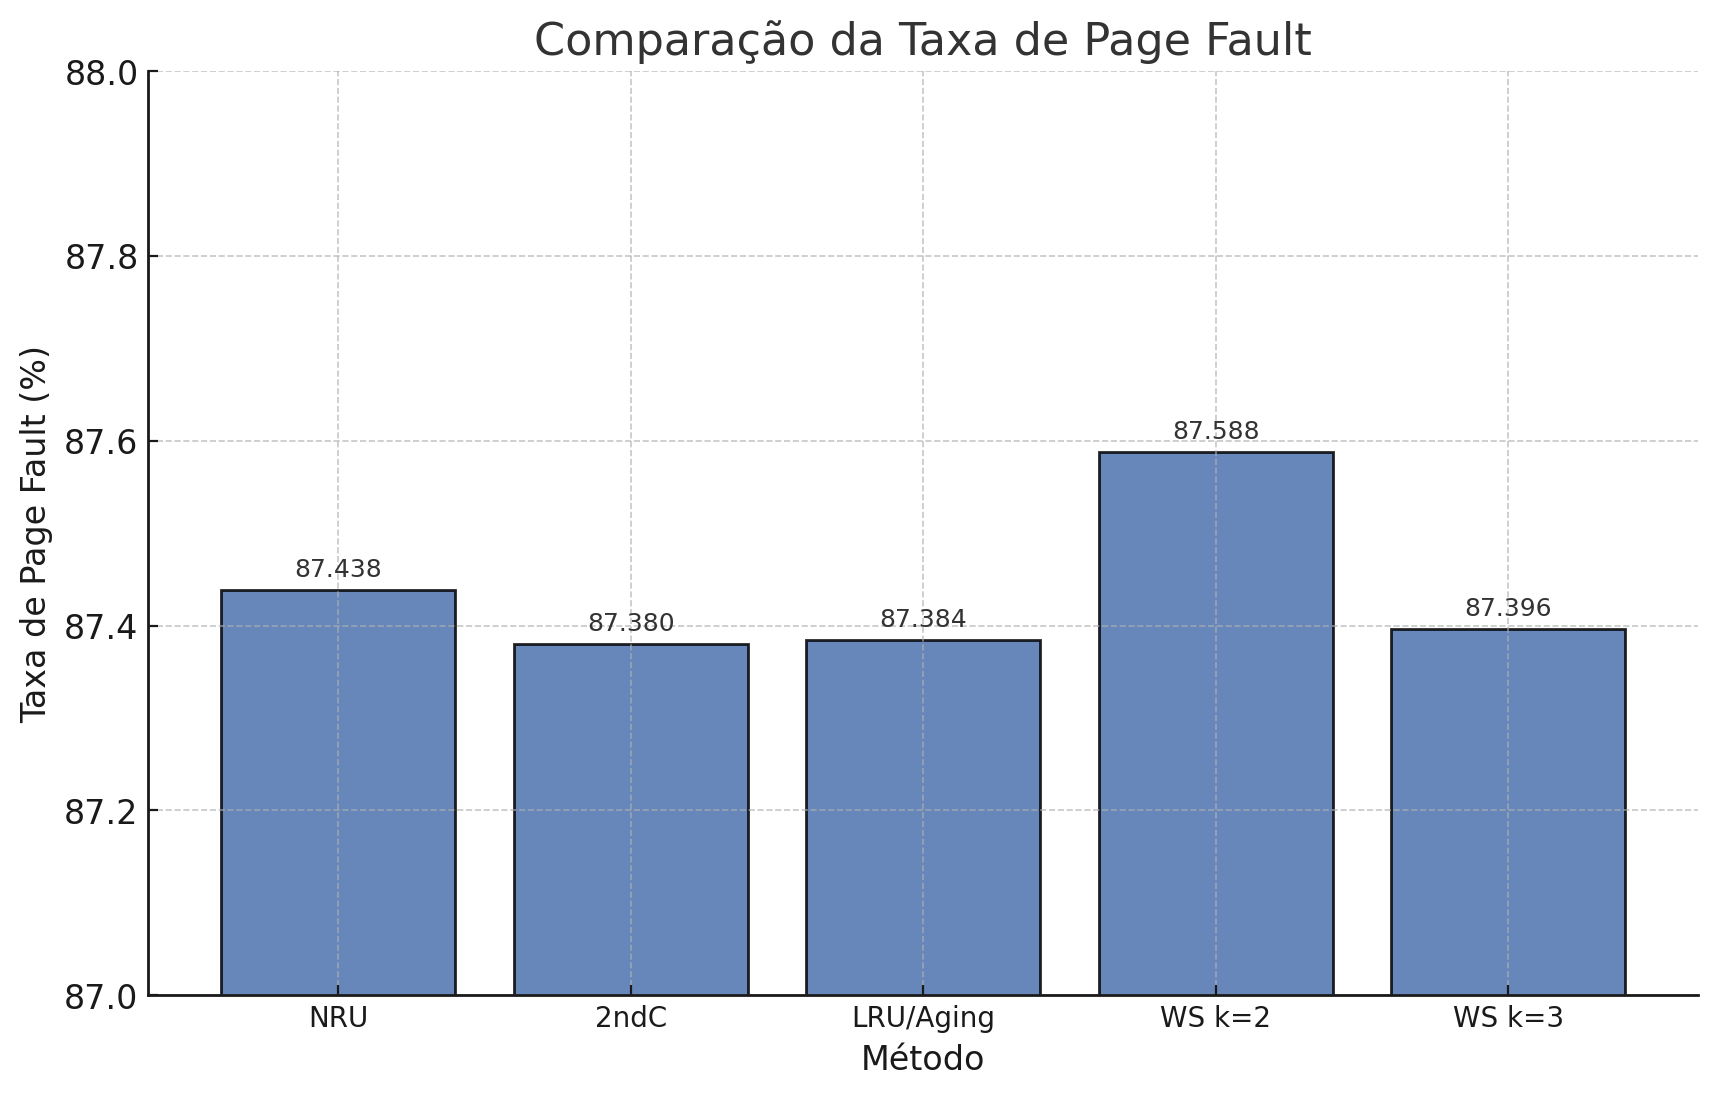 Comparação da Taxa de Page Fault
Taxa de Page Fault (%)
88.0
87.8
87.6
87.4
87.2
87.0
87.438
87.380
87.384
87.588
87.396
NRU
2ndC
LRU/Aging
WS k=2
WS k=3
Método